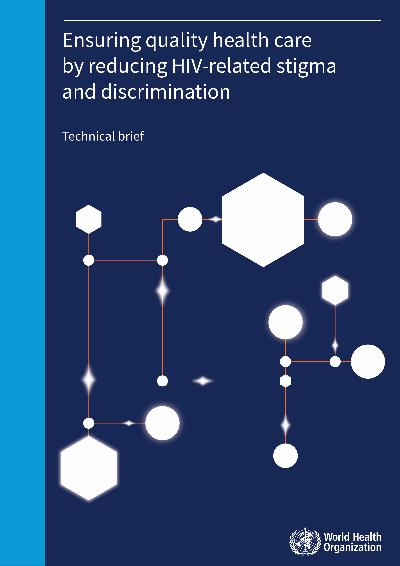 Ensuring quality health care
by reducing HIV-related stigma
and discrimination
Technical brief
World Health
Organization